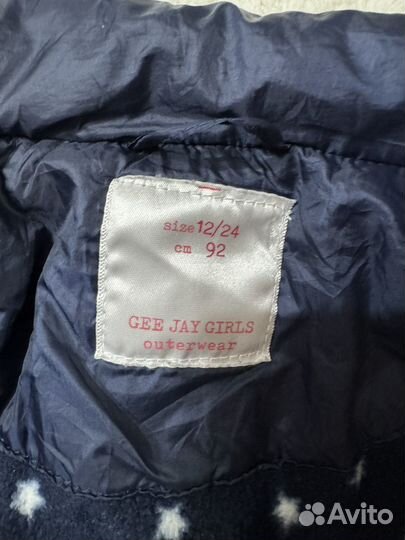 size 12/24
cm 92
GEE JAY GIRLS
outerwear
Avito